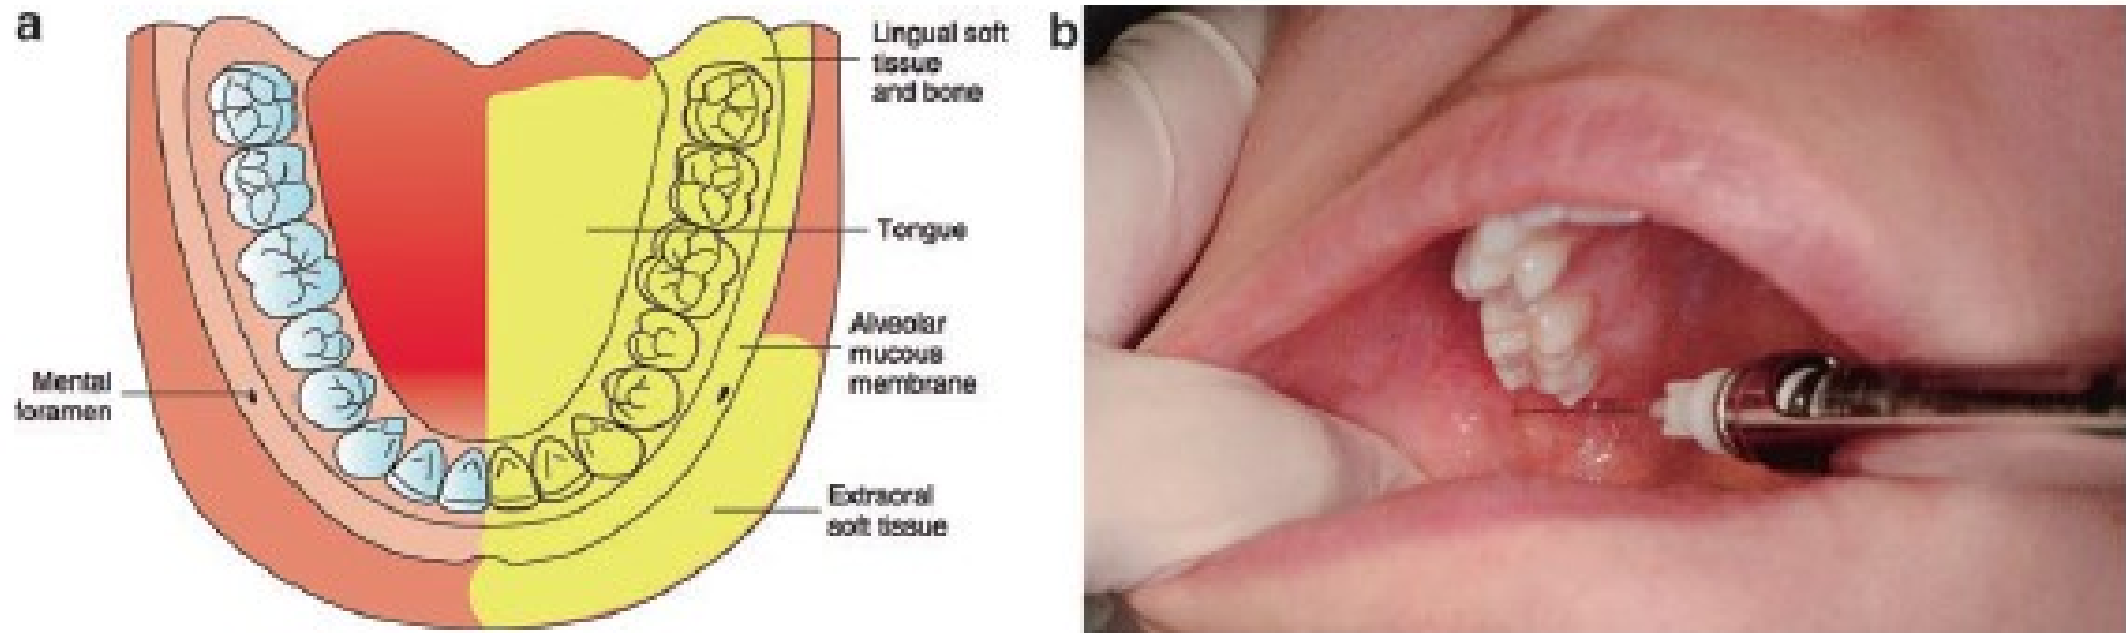 a
Lingual soft
tissue
and bone
Tongue
Alveolar
mucous
membrane
Mental
foramen
Extraoral
soft tissue
b